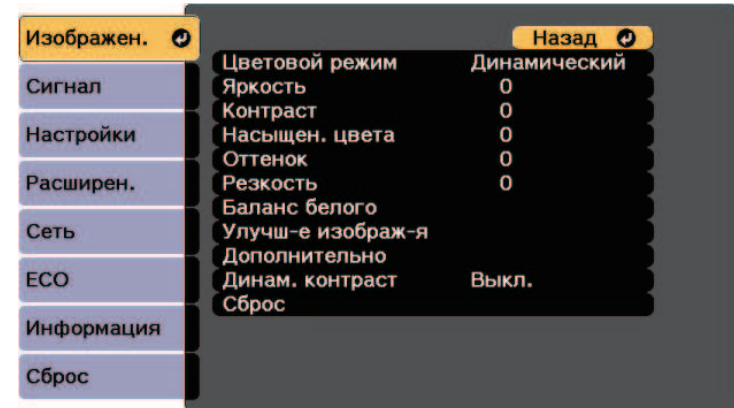 Изображен.
Сигнал
Настройки
Расширен.
Сеть
ECO
Информация
Сброс
Назад
Цветовой режим Динамический
Яркость 0
Контраст 0
Насыщен. цвета 0
Оттенок 0
Резкость 0
Баланс белого
Улучш-е изображ-я
Дополнительно
Динам. контраст Выкл.
Сброс